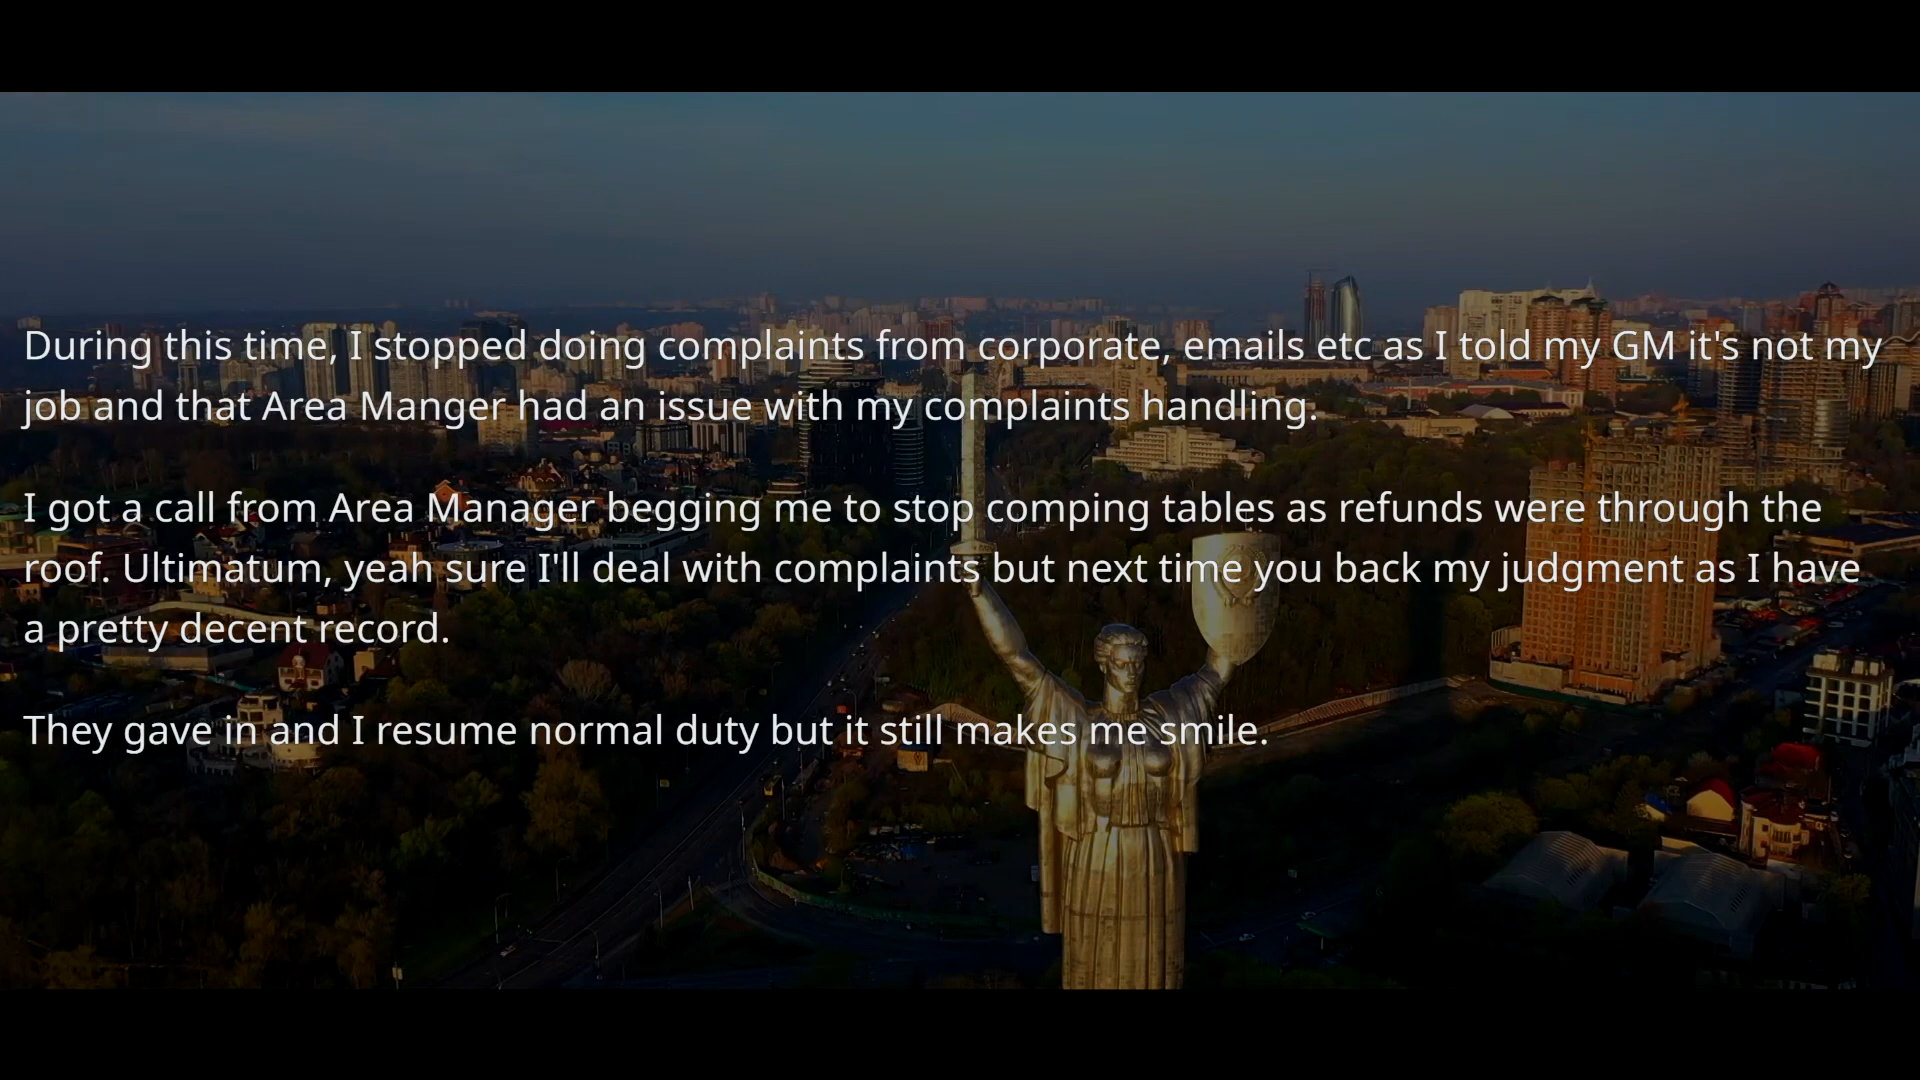 During this time, I stopped doing complaints from corporate, emails etc as I told my GM it's not my
job and that Area Manger had an issue with my complaints handling.
I got a call from Area Manager begging me to stop comping tables as refunds were through the
roof. Ultimatum, yeah sure I'll deal with complaints but next time you back my judgment as I have
a pretty decent record.
They gave in and I resume normal duty but it still makes me smile.